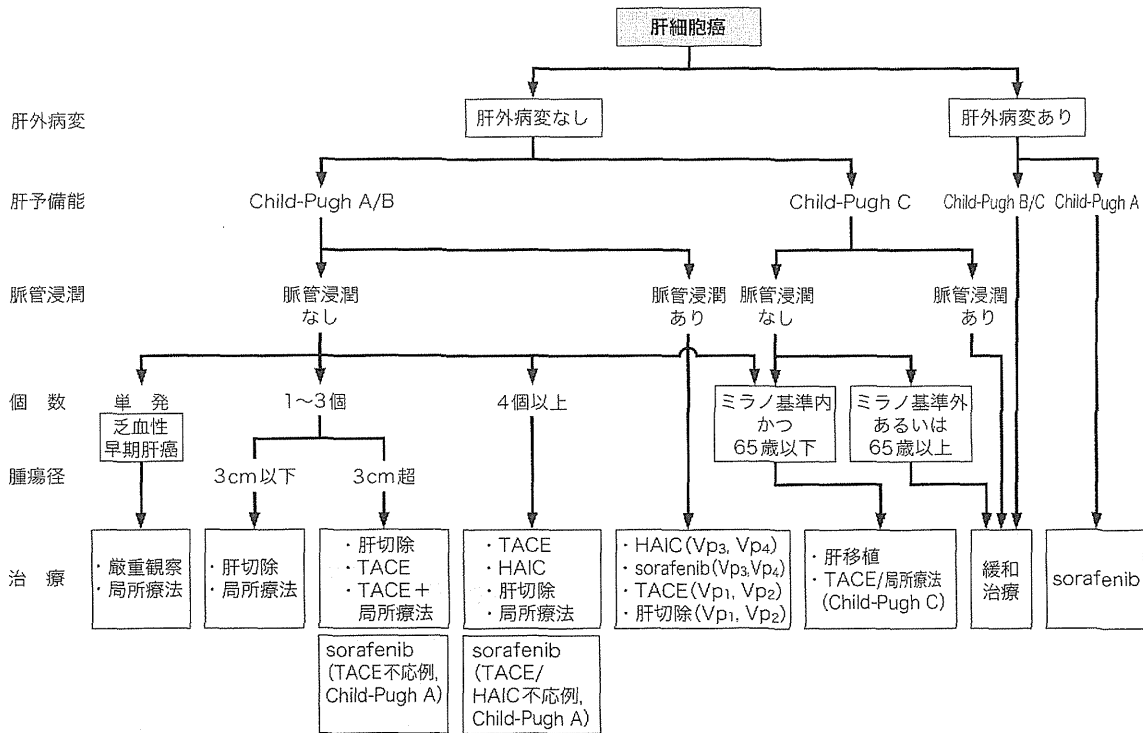 肝細胞癌
肝外病変
肝外病変なし
肝外病変あり
肝予備能
Child-Pugh A/B
Child-Pugh C
Child-Pugh B/C
Child-Pugh A
脈管浸潤
脈管浸潤
なし
脈管浸潤
あり
脈管浸潤
なし
脈管浸潤
あり
個 数
単 発
乏血性
早期肝癌
1～3個
4個以上
ミラノ基準内
かつ
65歳以下
ミラノ基準外
あるいは
65歳以上
腫瘍径
3cm以下
3cm超
治 療
・厳重観察
・局所療法
・肝切除
・局所療法
・肝切除
・TACE
・TACE＋
局所療法
・TACE
・HAIC
・肝切除
・局所療法
・HAIC(Vp3, Vp4)
・sorafenib(Vp3,Vp4)
・TACE(Vp1, Vp2)
・肝切除(Vp1, Vp2)
・肝移植
・TACE/局所療法
(Child-Pugh C)
緩和
治療
sorafenib
sorafenib
(TACE不応例,
Child-Pugh A)
sorafenib
(TACE/
HAIC不応例,
Child-Pugh A)